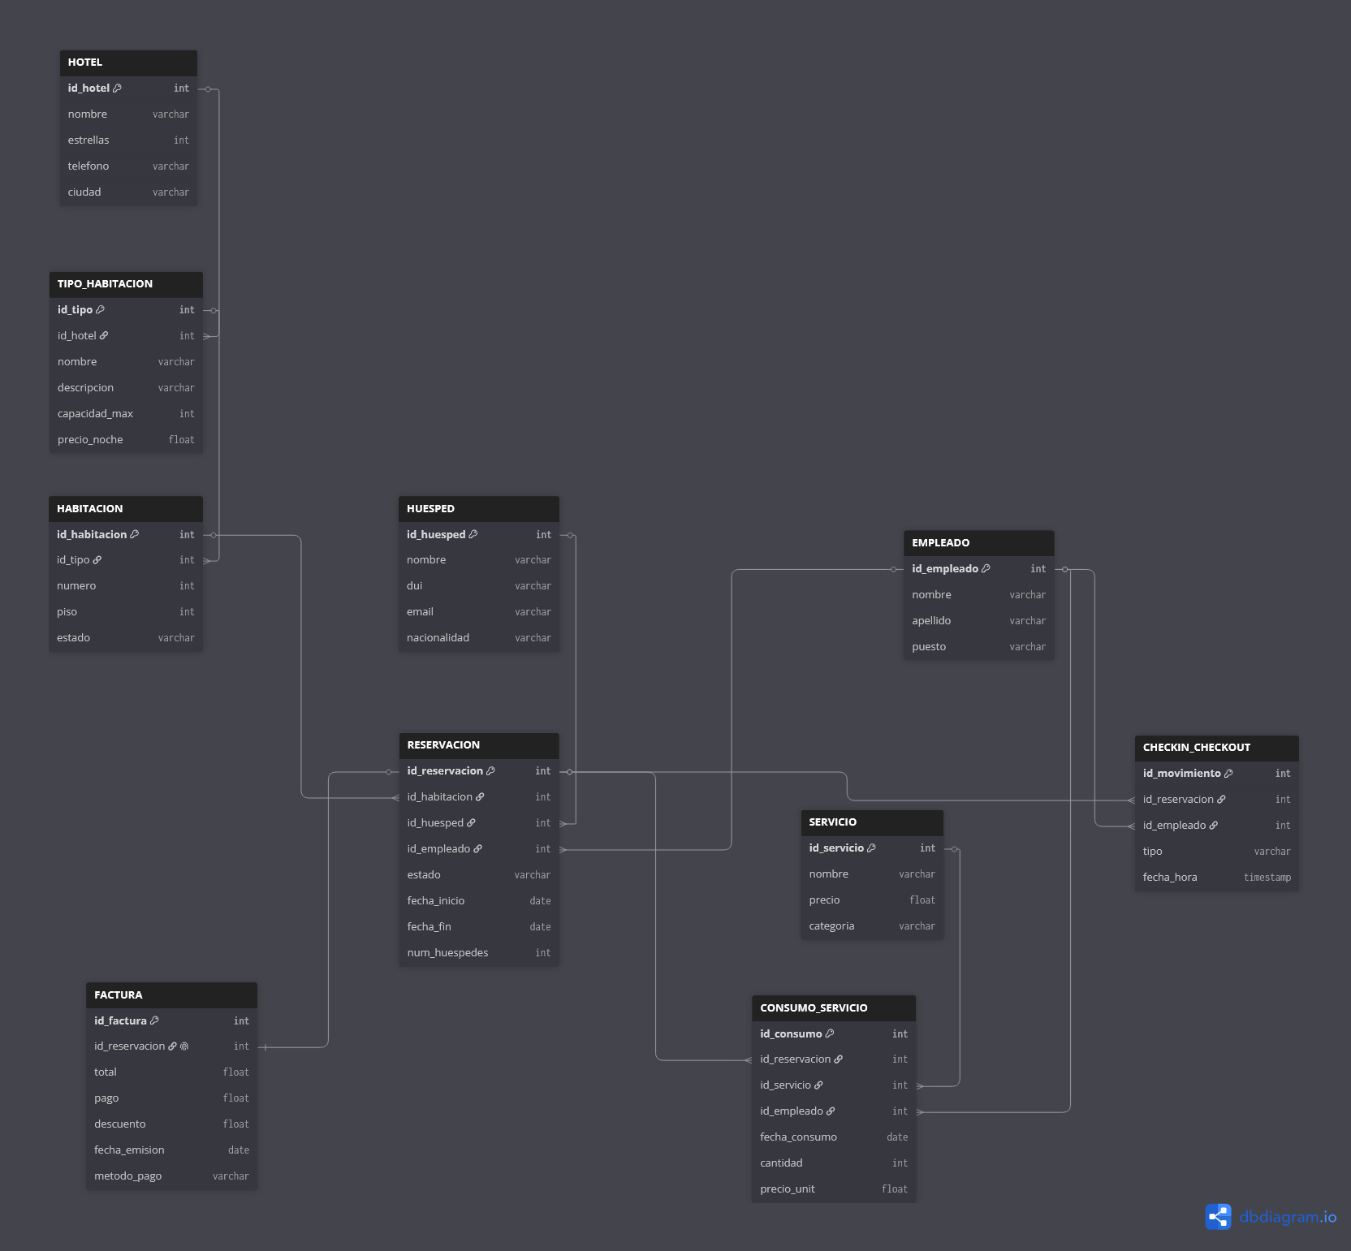 HOTEL
id_hotel int
nombre varchar
estrellas int
telefono varchar
ciudad varchar
TIPO_HABITACION
id_tipo int
id_hotel int
nombre varchar
descripcion varchar
capacidad_max int
precio_noche float
HABITACION
id_habitacion int
id_tipo int
numero int
piso int
estado varchar
HUESPED
id_huesped int
nombre varchar
dui varchar
email varchar
nacionalidad varchar
EMPLEADO
id_empleado int
nombre varchar
apellido varchar
puesto varchar
RESERVACION
id_reservacion int
id_habitacion int
id_huesped int
id_empleado int
estado varchar
fecha_inicio date
fecha_fin date
num_huespedes int
CHECKIN_CHECKOUT
id_movimiento int
id_reservacion int
id_empleado int
tipo varchar
fecha_hora timestamp
SERVICIO
id_servicio int
nombre varchar
precio float
categoria varchar
FACTURA
id_factura int
id_reservacion int
total float
pago float
descuento float
fecha_emision date
metodo_pago varchar
CONSUMO_SERVICIO
id_consumo int
id_reservacion int
id_servicio int
id_empleado int
fecha_consumo date
cantidad int
precio_unit float
dbdiagram.io